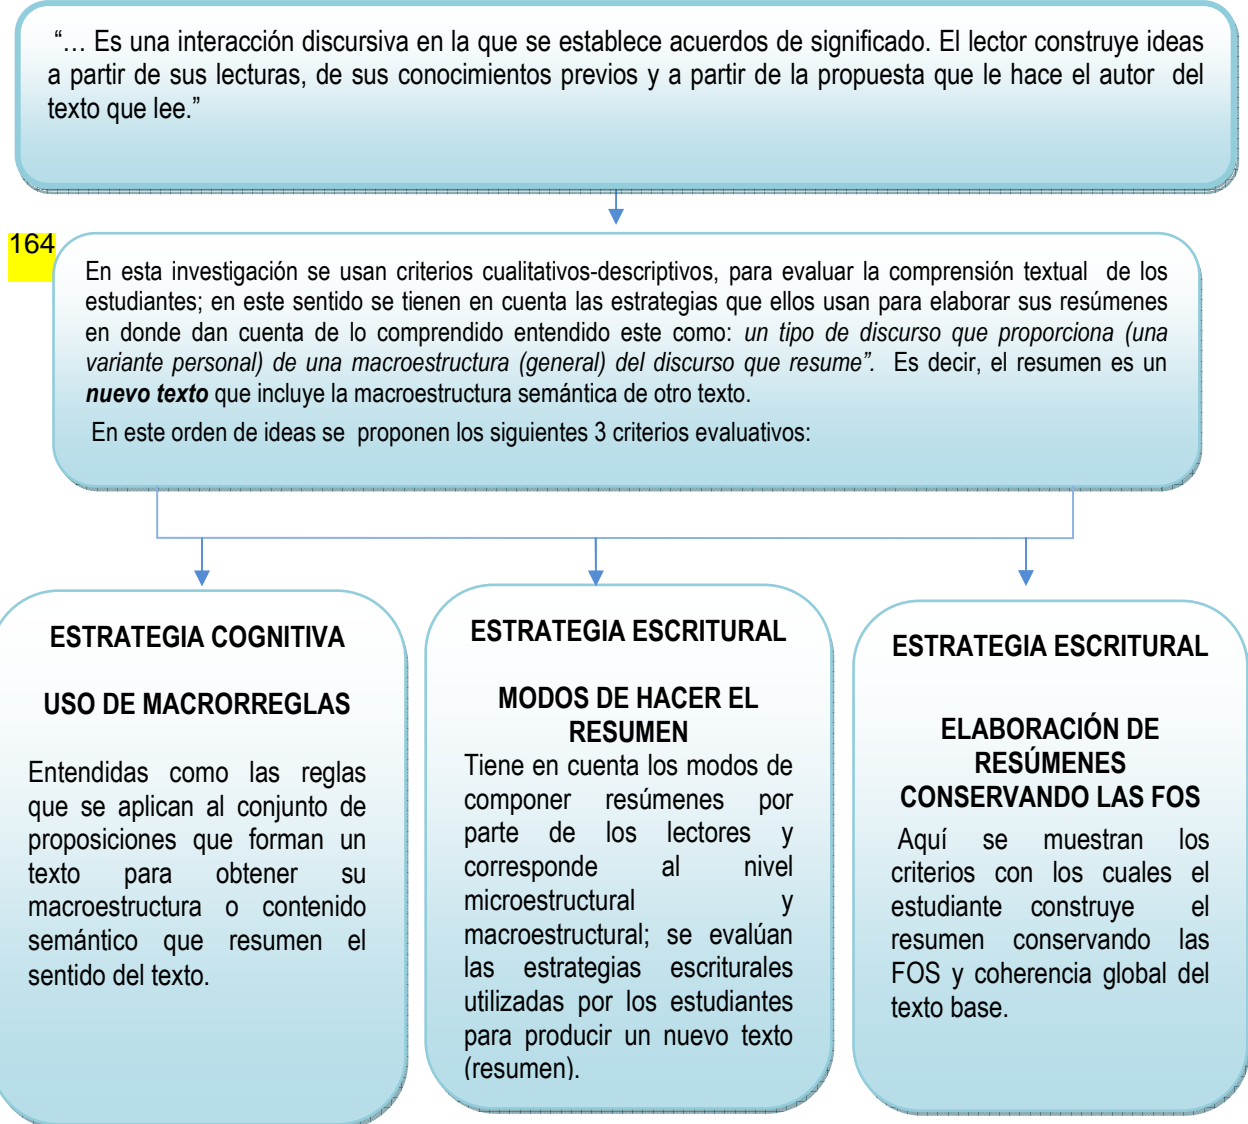 “… Es una interacción discursiva en la que se establece acuerdos de significado. El lector construye ideas
a partir de sus lecturas, de sus conocimientos previos y a partir de la propuesta que le hace el autor del
texto que lee.”
164
En esta investigación se usan criterios cualitativos-descriptivos, para evaluar la comprensión textual de los
estudiantes; en este sentido se tienen en cuenta las estrategias que ellos usan para elaborar sus resúmenes
en donde dan cuenta de lo comprendido entendido este como: un tipo de discurso que proporciona (una
variante personal) de una macroestructura (general) del discurso que resume”. Es decir, el resumen es un
nuevo texto que incluye la macroestructura semántica de otro texto.
En este orden de ideas se proponen los siguientes 3 criterios evaluativos:
ESTRATEGIA COGNITIVA
USO DE MACRORREGLAS
Entendidas como las reglas
que se aplican al conjunto de
proposiciones que forman un
texto para obtener su
macroestructura o contenido
semántico que resumen el
sentido del texto.
ESTRATEGIA ESCRITURAL
MODOS DE HACER EL
RESUMEN
Tiene en cuenta los modos de
componer resúmenes por
parte de los lectores y
corresponde al nivel
microestructural y
macroestructural; se evalúan
las estrategias escriturales
utilizadas por los estudiantes
para producir un nuevo texto
(resumen).
ESTRATEGIA ESCRITURAL
ELABORACIÓN DE
RESÚMENES
CONSERVANDO LAS FOS
Aquí se muestran los
criterios con los cuales el
estudiante construye el
resumen conservando las
FOS y coherencia global del
texto base.